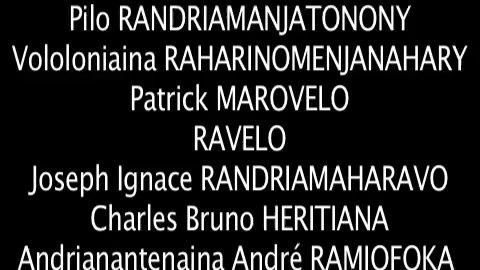 Pilo RANDRIAMANJATONONY
Vololoniaina RAHARINOMENJANAHARY
Patrick MAROVELO
RAVELO
Joseph Ignace RANDRIAMAHARAVO
Charles Bruno HERITIANA
Andrianantenaina André RAMIOFOKA